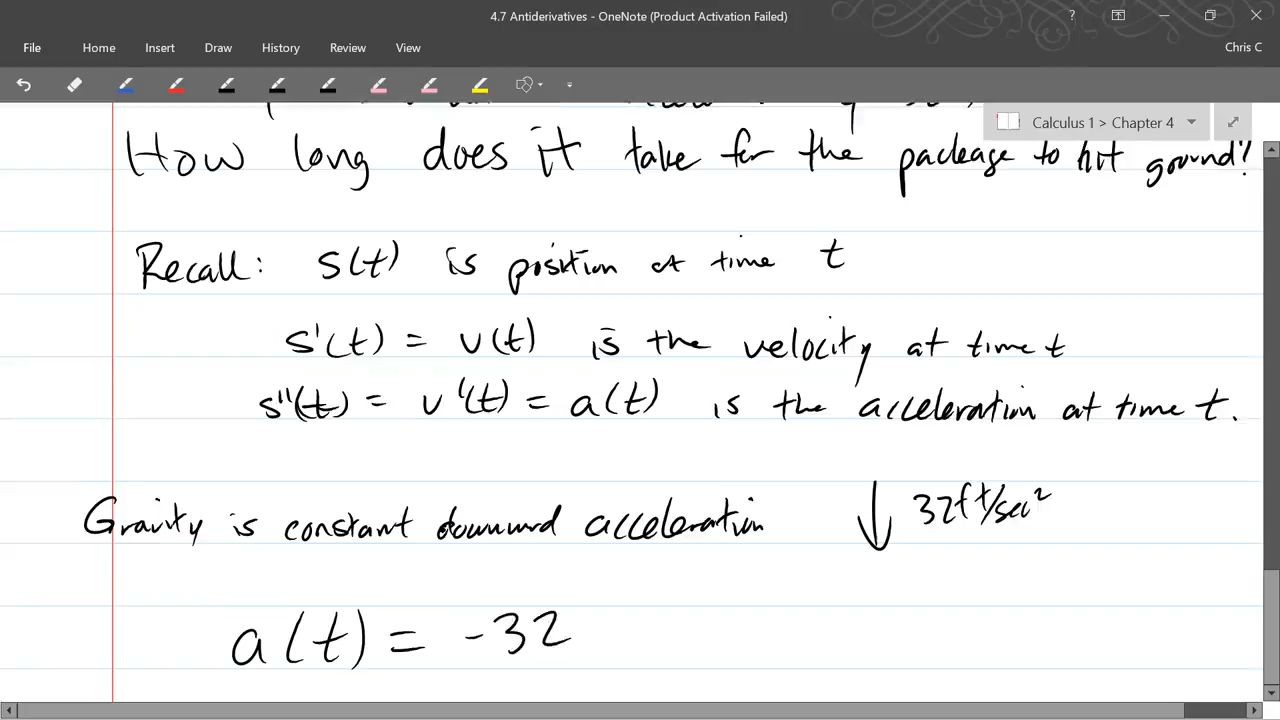 4.7 Antiderivatives - OneNote (Product Activation Failed)
File Home Insert Draw History Review View Chris C
Calculus 1 > Chapter 4
How long does it take for the package to hit ground?
Recall: s(t) is position at time t
s'(t) = v(t) is the velocity at time t
s''(t) = v'(t) = a(t) is the acceleration at time t.
Gravity is constant downward acceleration ↓ 32ft/sec²
a(t) = -32